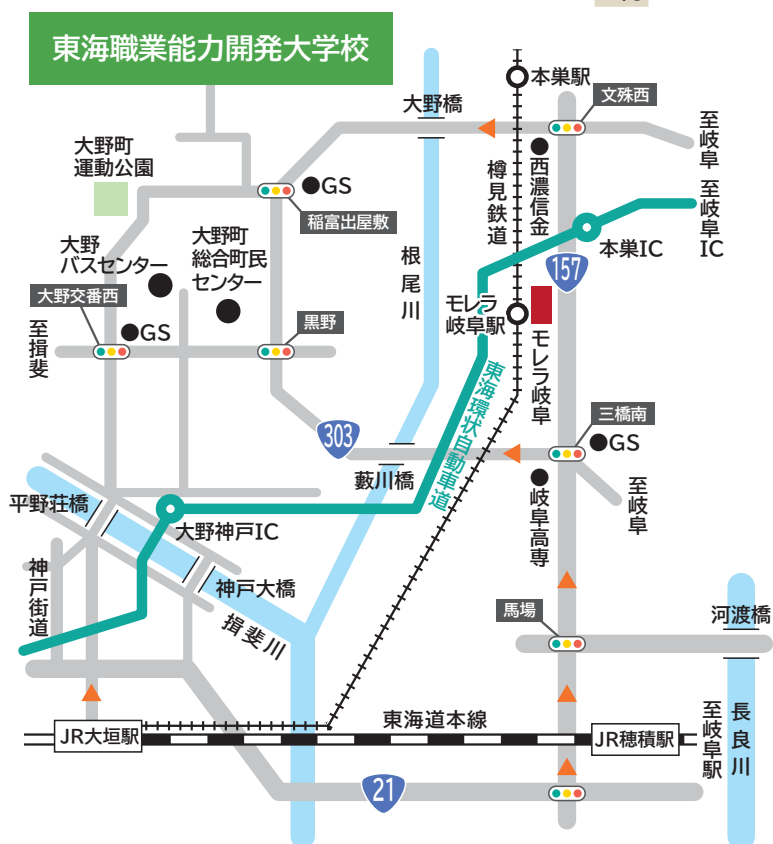 東海職業能力開発大学校
本巣駅
大野橋
文殊西
至岐阜
大野町
運動公園
GS
稲富出屋敷
樽見鉄道
西濃信金
至岐阜IC
本巣IC
157
大野
バスセンター
大野町
総合町民
センター
根尾川
大野交番西
GS
黒野
至揖斐
モレラ
岐阜駅
モレラ岐阜
東海環状自動車道
303
三橋南
GS
藪川橋
至岐阜
岐阜高専
平野荘橋
大野神戸IC
神戸大橋
神戸街道
揖斐川
馬場
河渡橋
JR大垣駅
東海道本線
JR穂積駅
至岐阜駅
長良川
21